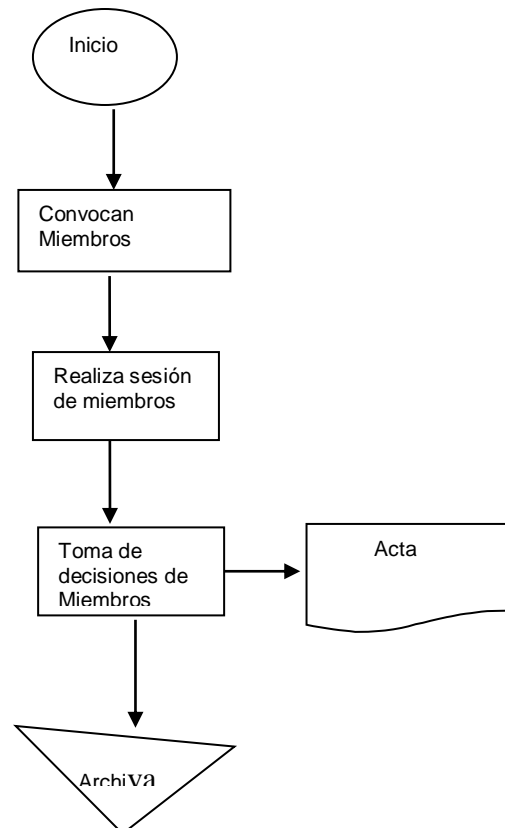 Inicio
Convocan
Miembros
Realiza sesión
de miembros
Toma de
decisiones de
Miembros
Acta
Archiva